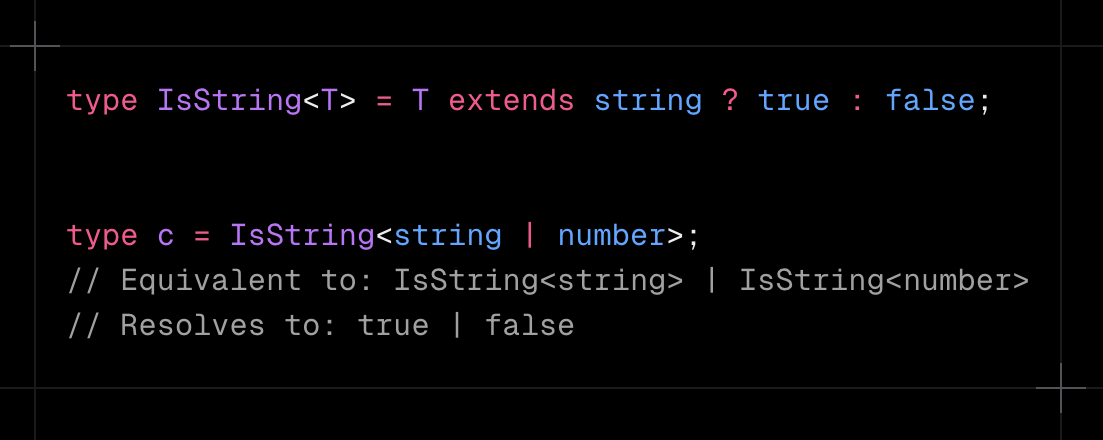 type IsString<T> = T extends string ? true : false;
type c = IsString<string | number>;
// Equivalent to: IsString<string> | IsString<number>
// Resolves to: true | false